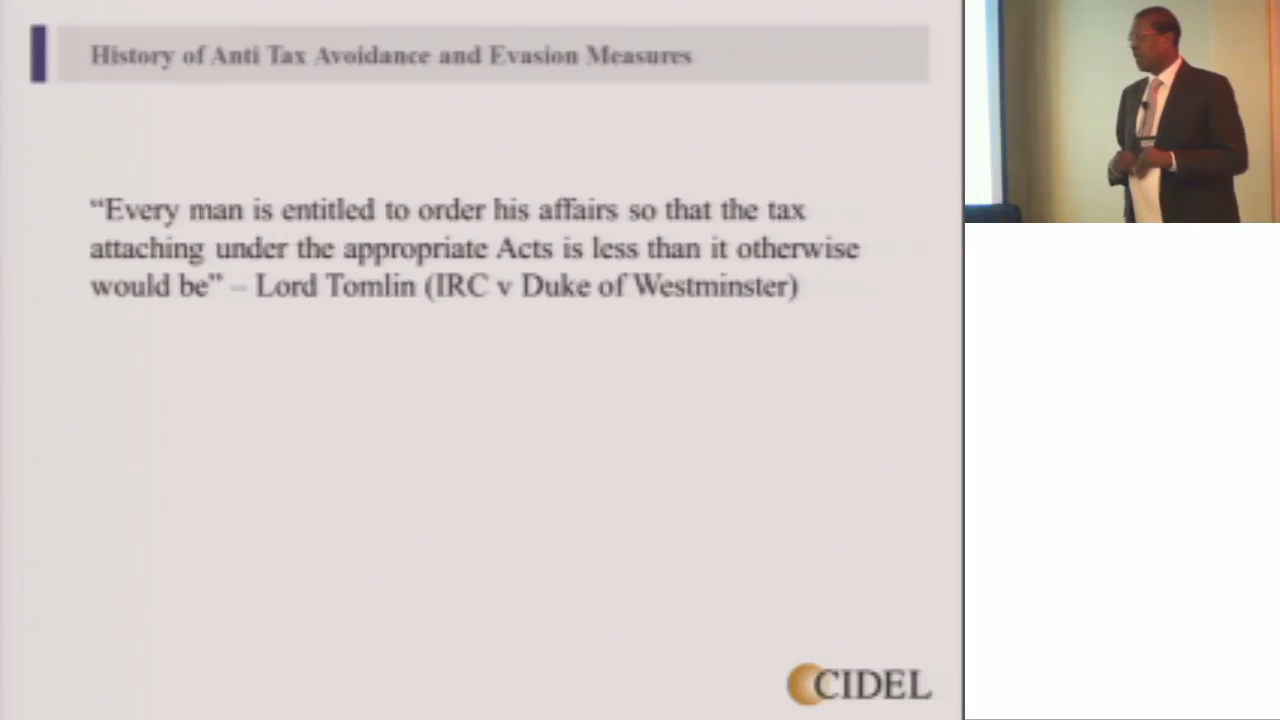 History of Anti Tax Avoidance and Evasion Measures
“Every man is entitled to order his affairs so that the tax
attaching under the appropriate Acts is less than it otherwise
would be” – Lord Tomlin (IRC v Duke of Westminster)
CIDEL